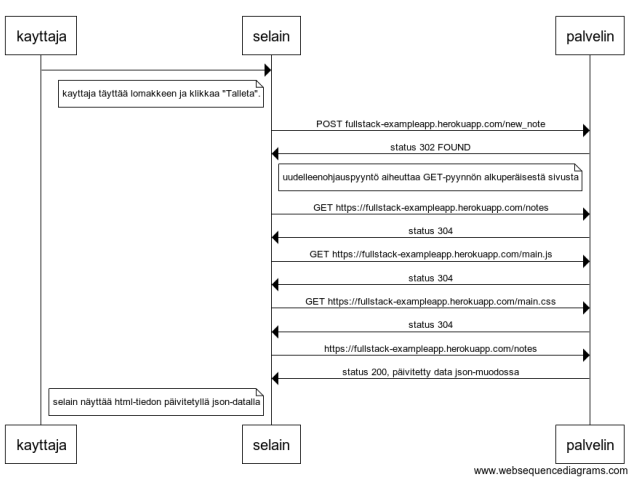 kayttaja selain palvelin
kayttaja täyttää lomakkeen ja klikkaa "Talleta".
POST fullstack-exampleapp.herokuapp.com/new_note
status 302 FOUND
uudelleenohjauspyyntö aiheuttaa GET-pyynnön alkuperäisestä sivusta
GET https://fullstack-exampleapp.herokuapp.com/notes
status 304
GET https://fullstack-exampleapp.herokuapp.com/main.js
status 304
GET https://fullstack-exampleapp.herokuapp.com/main.css
status 304
https://fullstack-exampleapp.herokuapp.com/notes
status 200, päivitetty data json-muodossa
selain näyttää html-tiedon päivitetyllä json-datalla
kayttaja selain palvelin
www.websequencediagrams.com